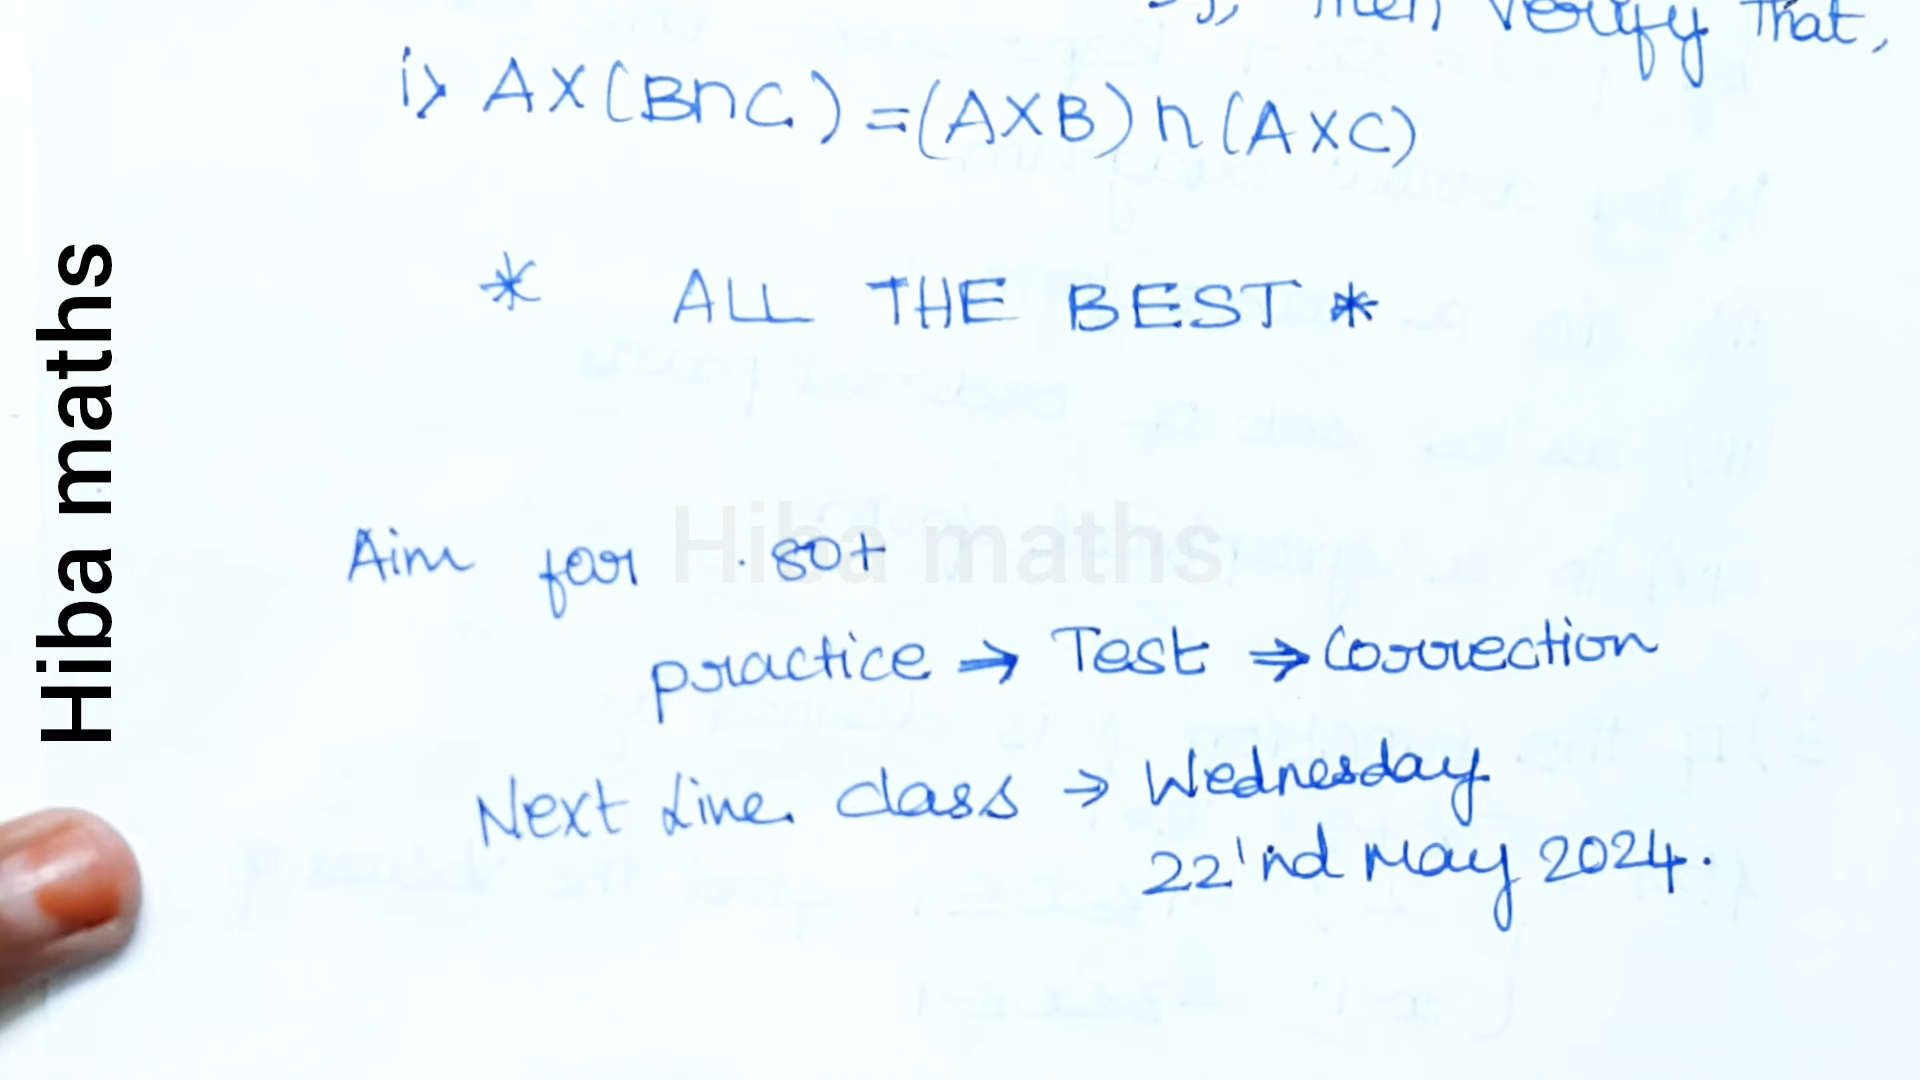 then verify that,
i) A×(B∩C) =(A×B)∩(A×C)
* ALL THE BEST *
Hiba maths
Hiba maths
Aim for 80+
practice → Test ⇒ Correction
Next Live class → Wednesday
22'nd May 2024.